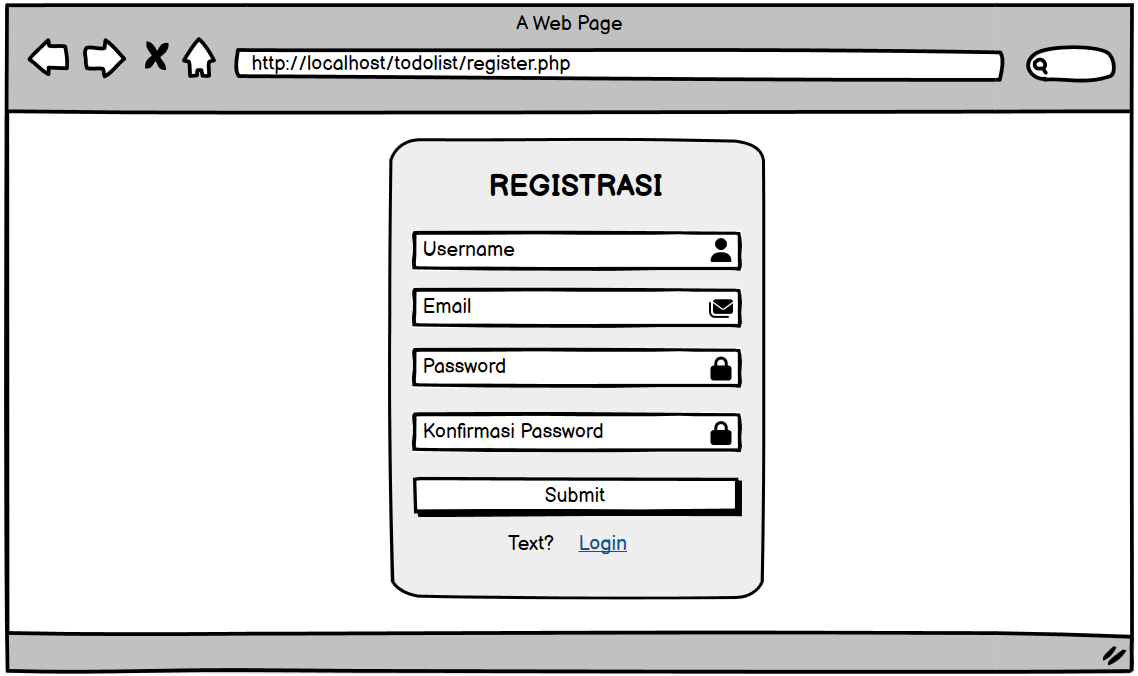 A Web Page
http://localhost/todolist/register.php
REGISTRASI
Username
Email
Password
Konfirmasi Password
Submit
Text? Login